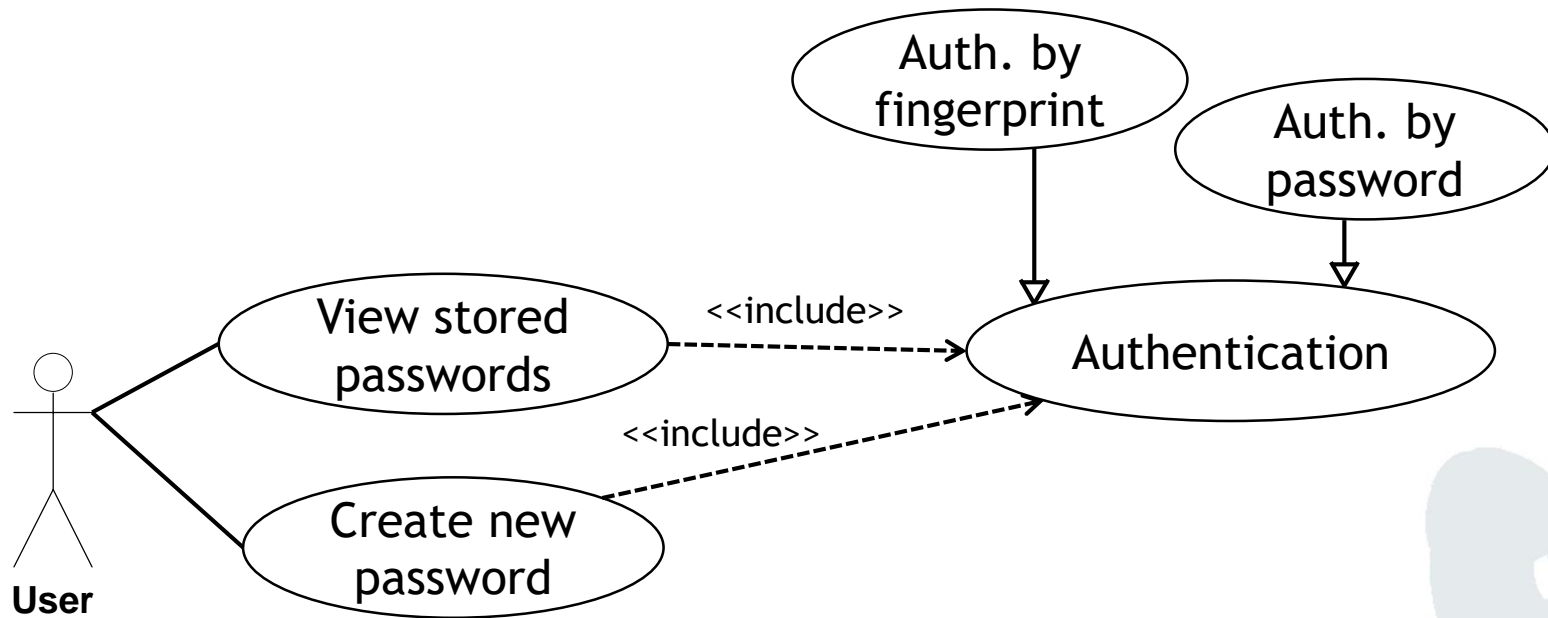 Auth. by
fingerprint
Auth. by
password
View stored
passwords
<<include>>
Authentication
<<include>>
Create new
password
User